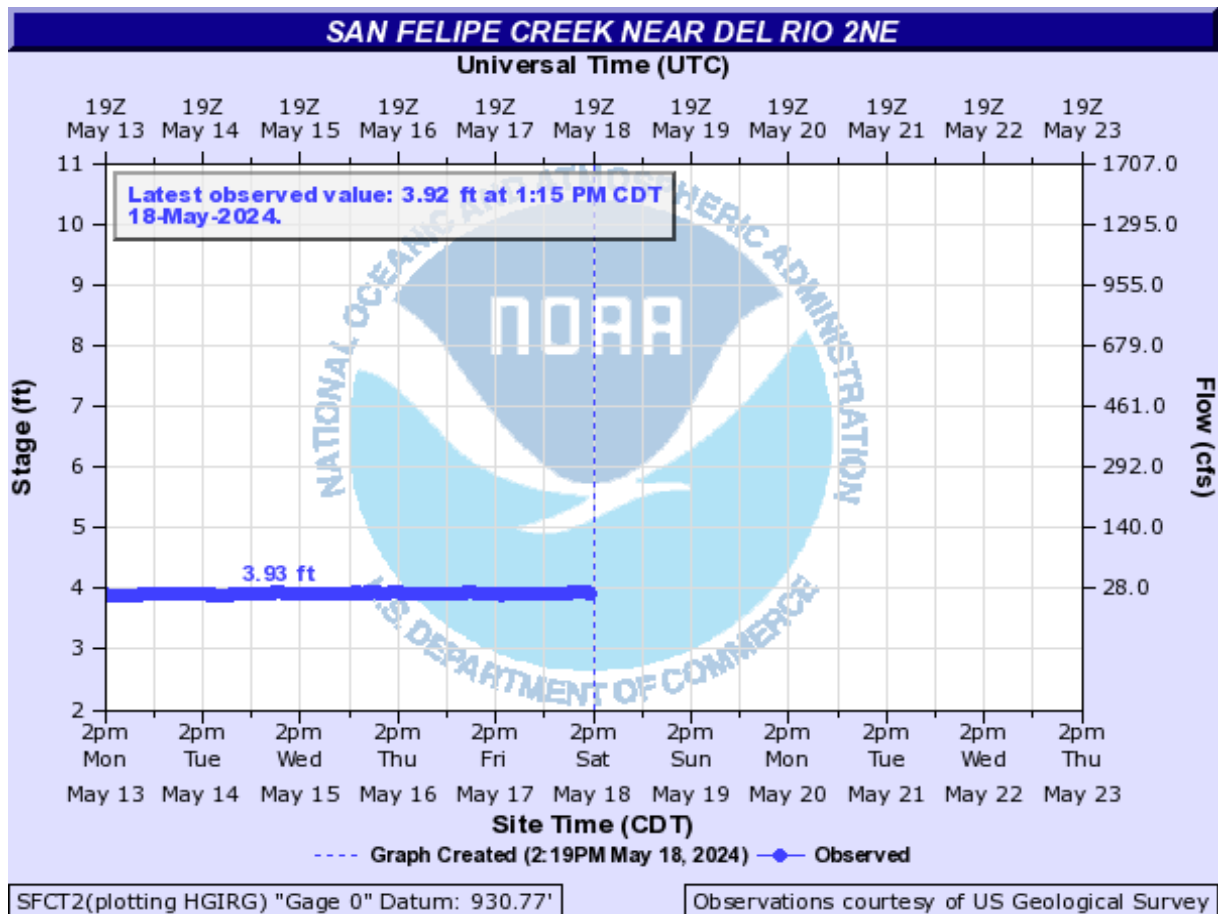 SAN FELIPE CREEK NEAR DEL RIO 2NE
Universal Time (UTC)
19Z 19Z 19Z 19Z 19Z 19Z 19Z 19Z 19Z 19Z 19Z
May 13 May 14 May 15 May 16 May 17 May 18 May 19 May 20 May 21 May 22 May 23
Latest observed value: 3.92 ft at 1:15 PM CDT
18-May-2024.
NATIONAL OCEANIC AND ATMOSPHERIC ADMINISTRATION
NOAA
U.S. DEPARTMENT OF COMMERCE
Stage (ft)
11
10
9
8
7
6
5
4
3
2
3.93 ft
1707.0
1295.0
955.0
679.0
461.0
292.0
140.0
28.0
Flow (cfs)
2pm 2pm 2pm 2pm 2pm 2pm 2pm 2pm 2pm 2pm 2pm
Mon Tue Wed Thu Fri Sat Sun Mon Tue Wed Thu
May 13 May 14 May 15 May 16 May 17 May 18 May 19 May 20 May 21 May 22 May 23
Site Time (CDT)
Graph Created (2:19PM May 18, 2024) Observed
SFCT2(plotting HGIRG) "Gage 0" Datum: 930.77'
Observations courtesy of US Geological Survey